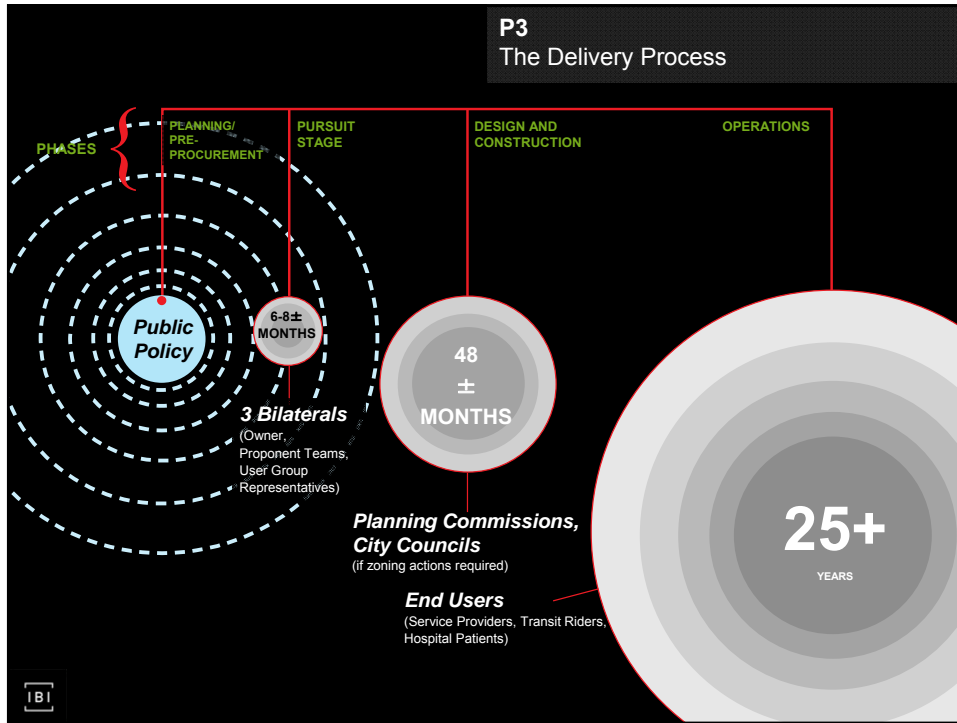 P3
The Delivery Process
PHASES
PLANNING/
PRE-
PROCUREMENT
PURSUIT
STAGE
DESIGN AND
CONSTRUCTION
OPERATIONS
Public
Policy
6-8±
MONTHS
48
±
MONTHS
25+
YEARS
3 Bilaterals
(Owner,
Proponent Teams,
User Group
Representatives)
Planning Commissions,
City Councils
(if zoning actions required)
End Users
(Service Providers, Transit Riders,
Hospital Patients)
IBI